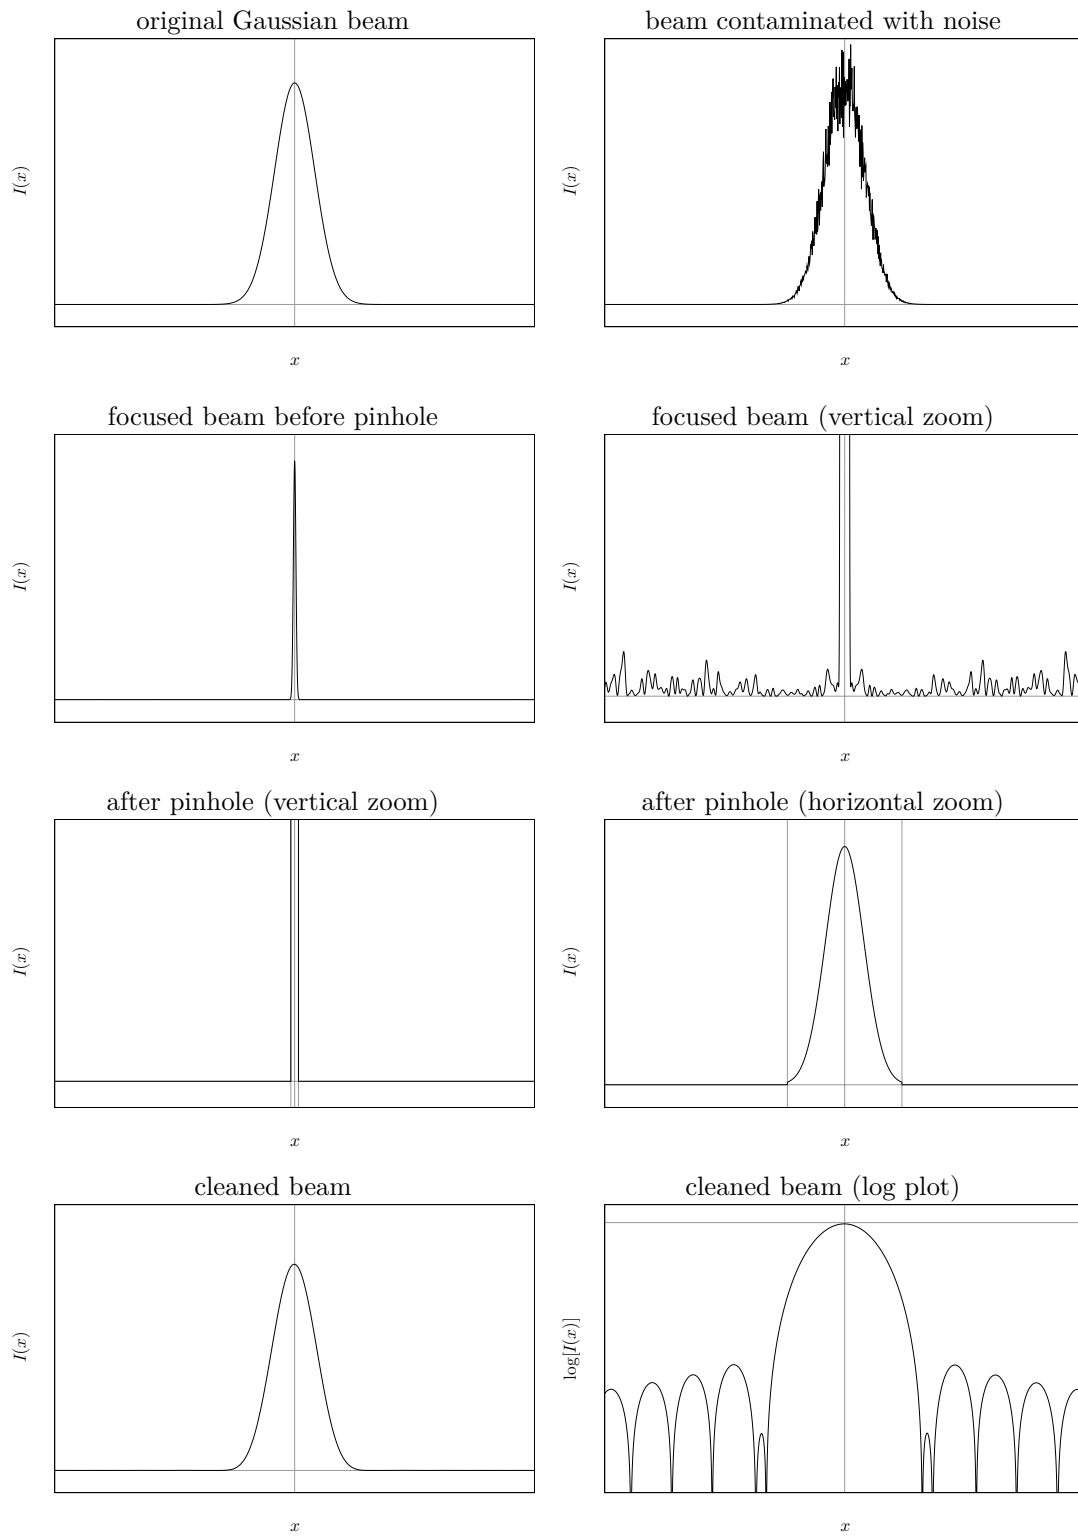 original Gaussian beam
beam contaminated with noise
I(x)
I(x)
x
x
focused beam before pinhole
focused beam (vertical zoom)
I(x)
I(x)
x
x
after pinhole (vertical zoom)
after pinhole (horizontal zoom)
I(x)
I(x)
x
x
cleaned beam
cleaned beam (log plot)
I(x)
log[I(x)]
x
x